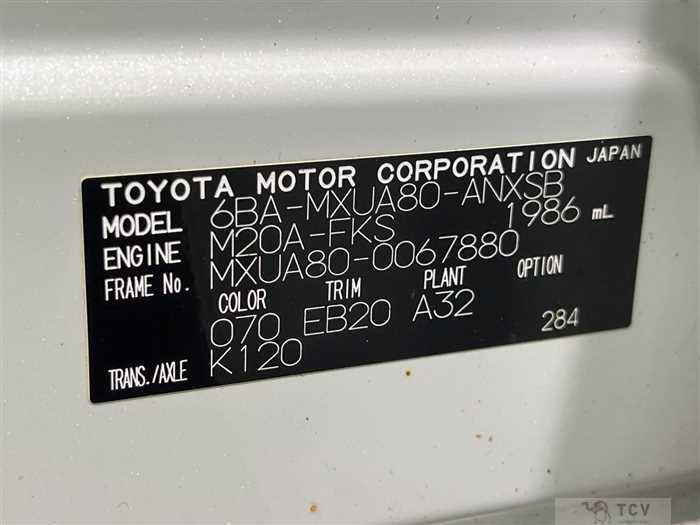 TOYOTA MOTOR CORPORATION JAPAN
MODEL 6BA-MXUA80-ANXSB
ENGINE M20A-FKS 1986 mL
FRAME No. MXUA80-0067880
COLOR TRIM PLANT OPTION
070 EB20 A32 284
TRANS./AXLE K120
TCV